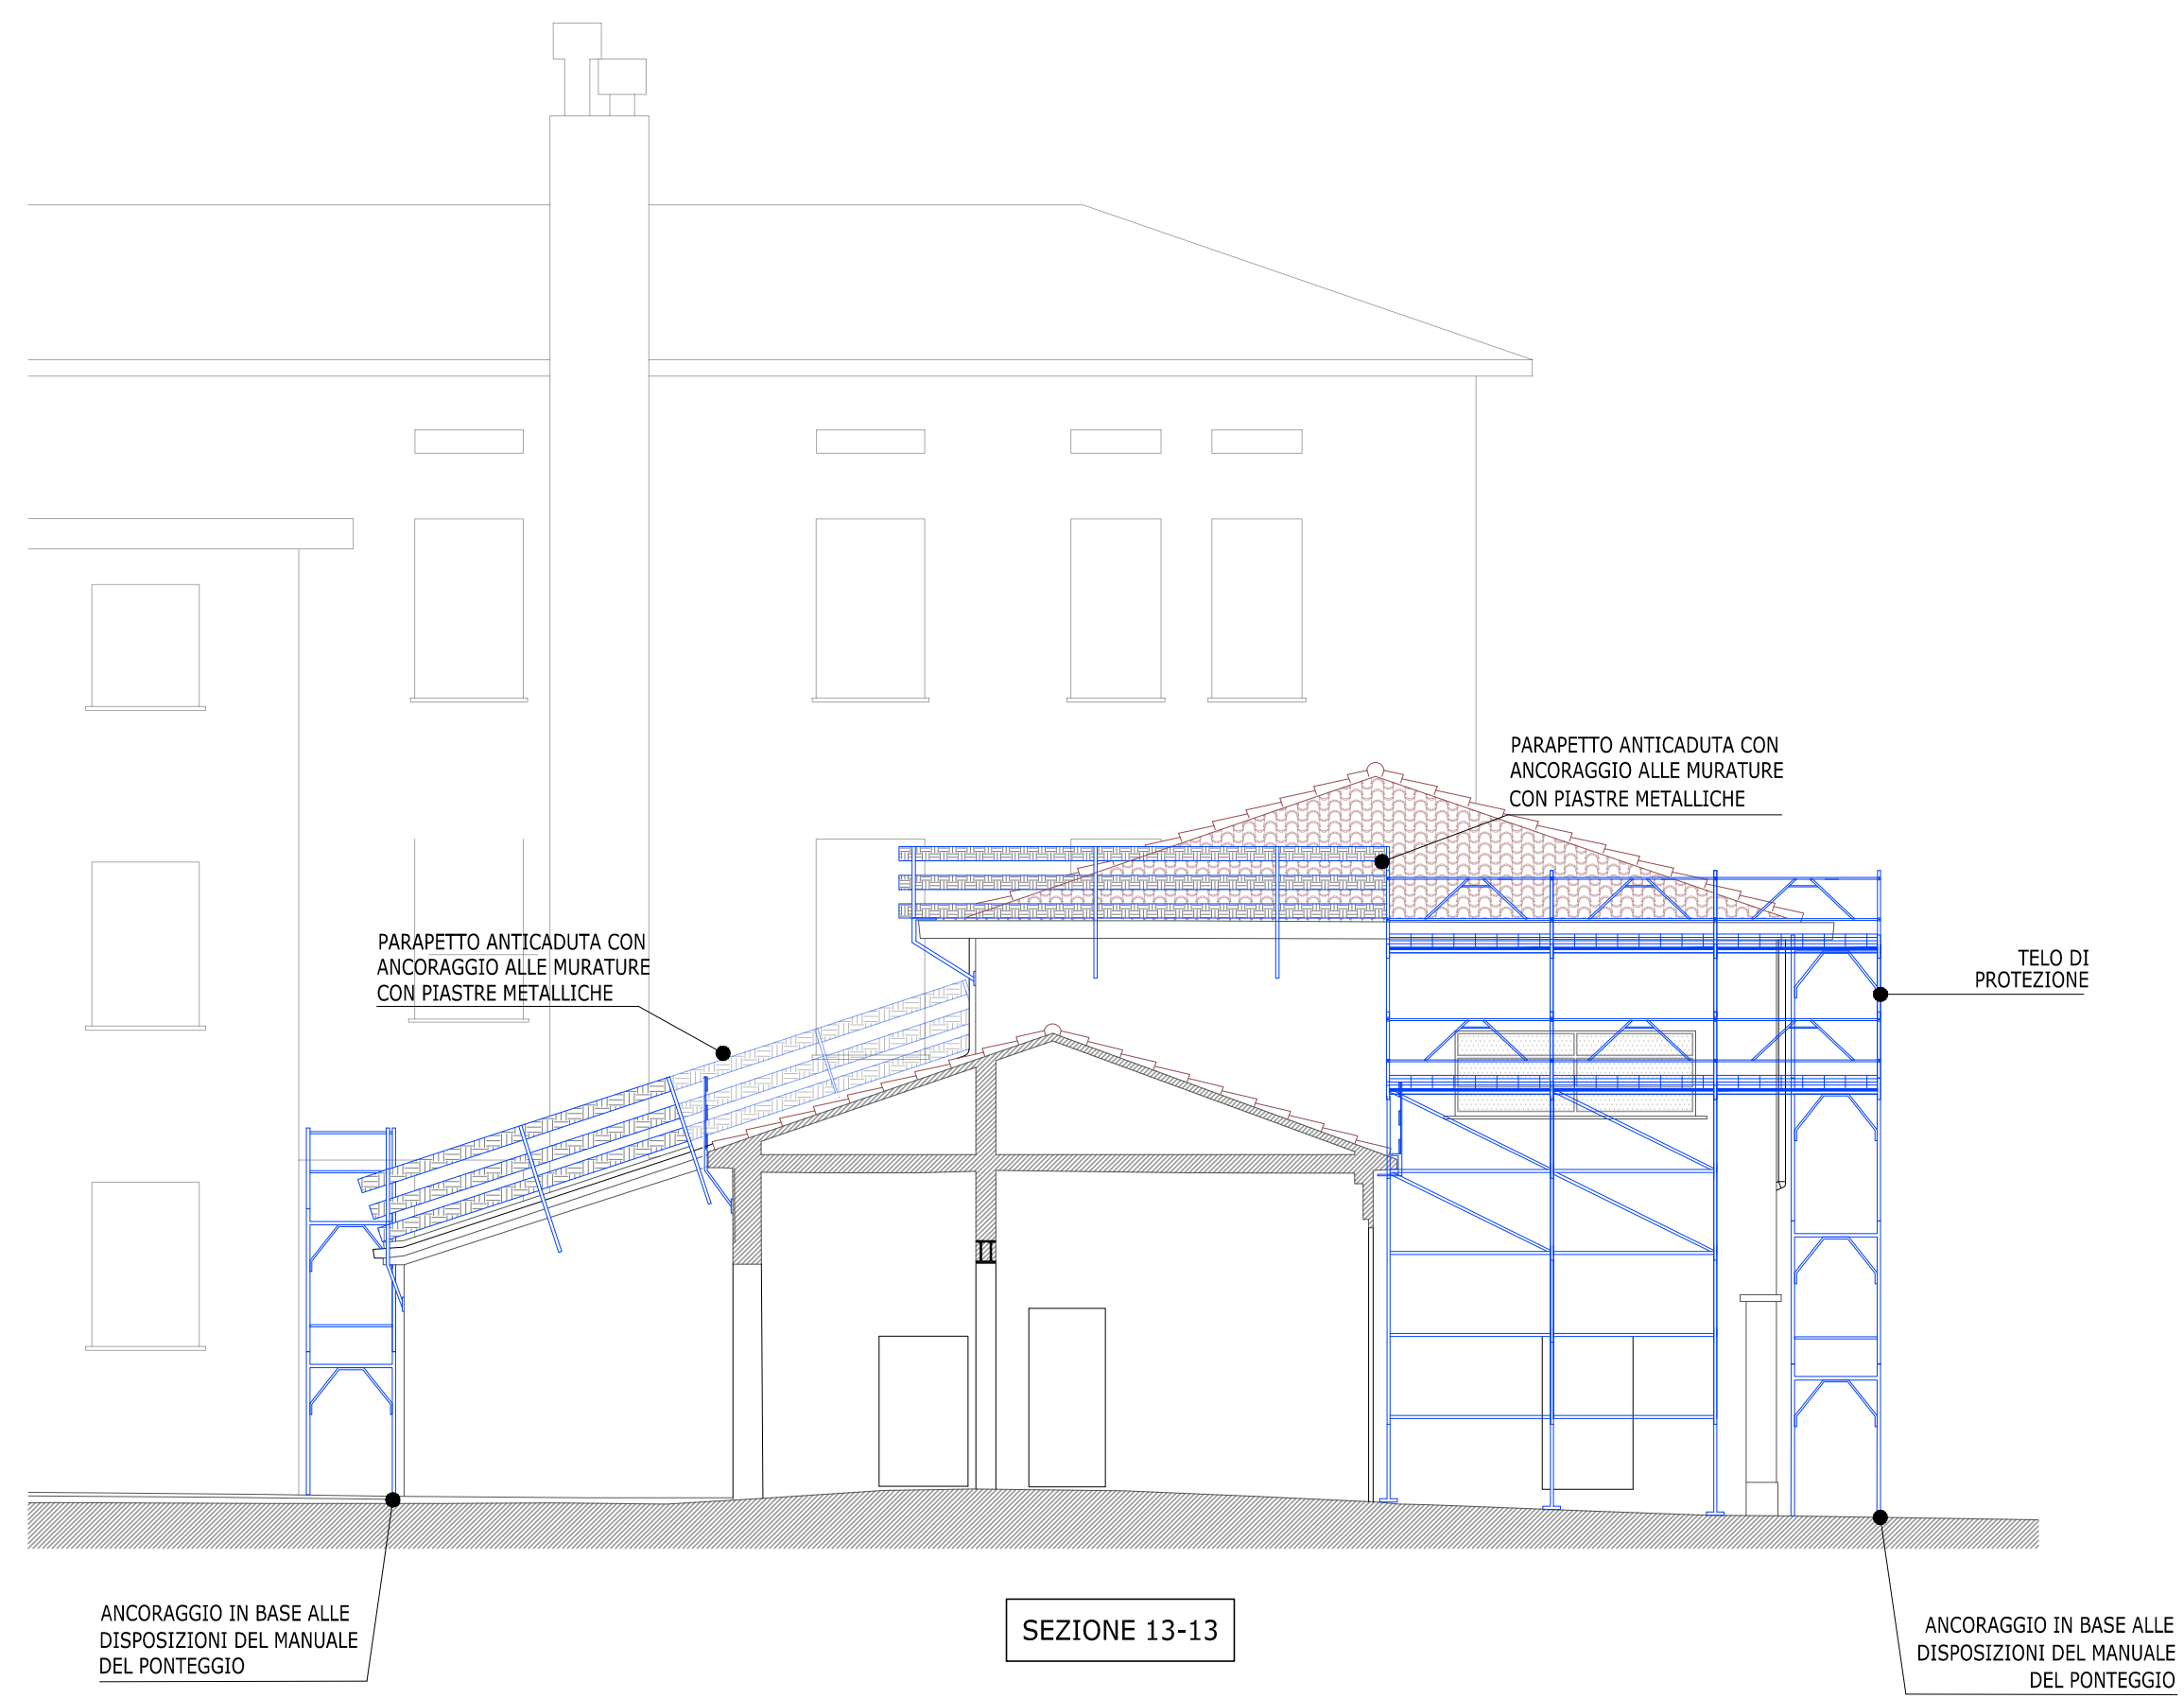 PARAPETTO ANTICADUTA CON
ANCORAGGIO ALLE MURATURE
CON PIASTRE METALLICHE
PARAPETTO ANTICADUTA CON
ANCORAGGIO ALLE MURATURE
CON PIASTRE METALLICHE
TELO DI
PROTEZIONE
ANCORAGGIO IN BASE ALLE
DISPOSIZIONI DEL MANUALE
DEL PONTEGGIO
SEZIONE 13-13
ANCORAGGIO IN BASE ALLE
DISPOSIZIONI DEL MANUALE
DEL PONTEGGIO